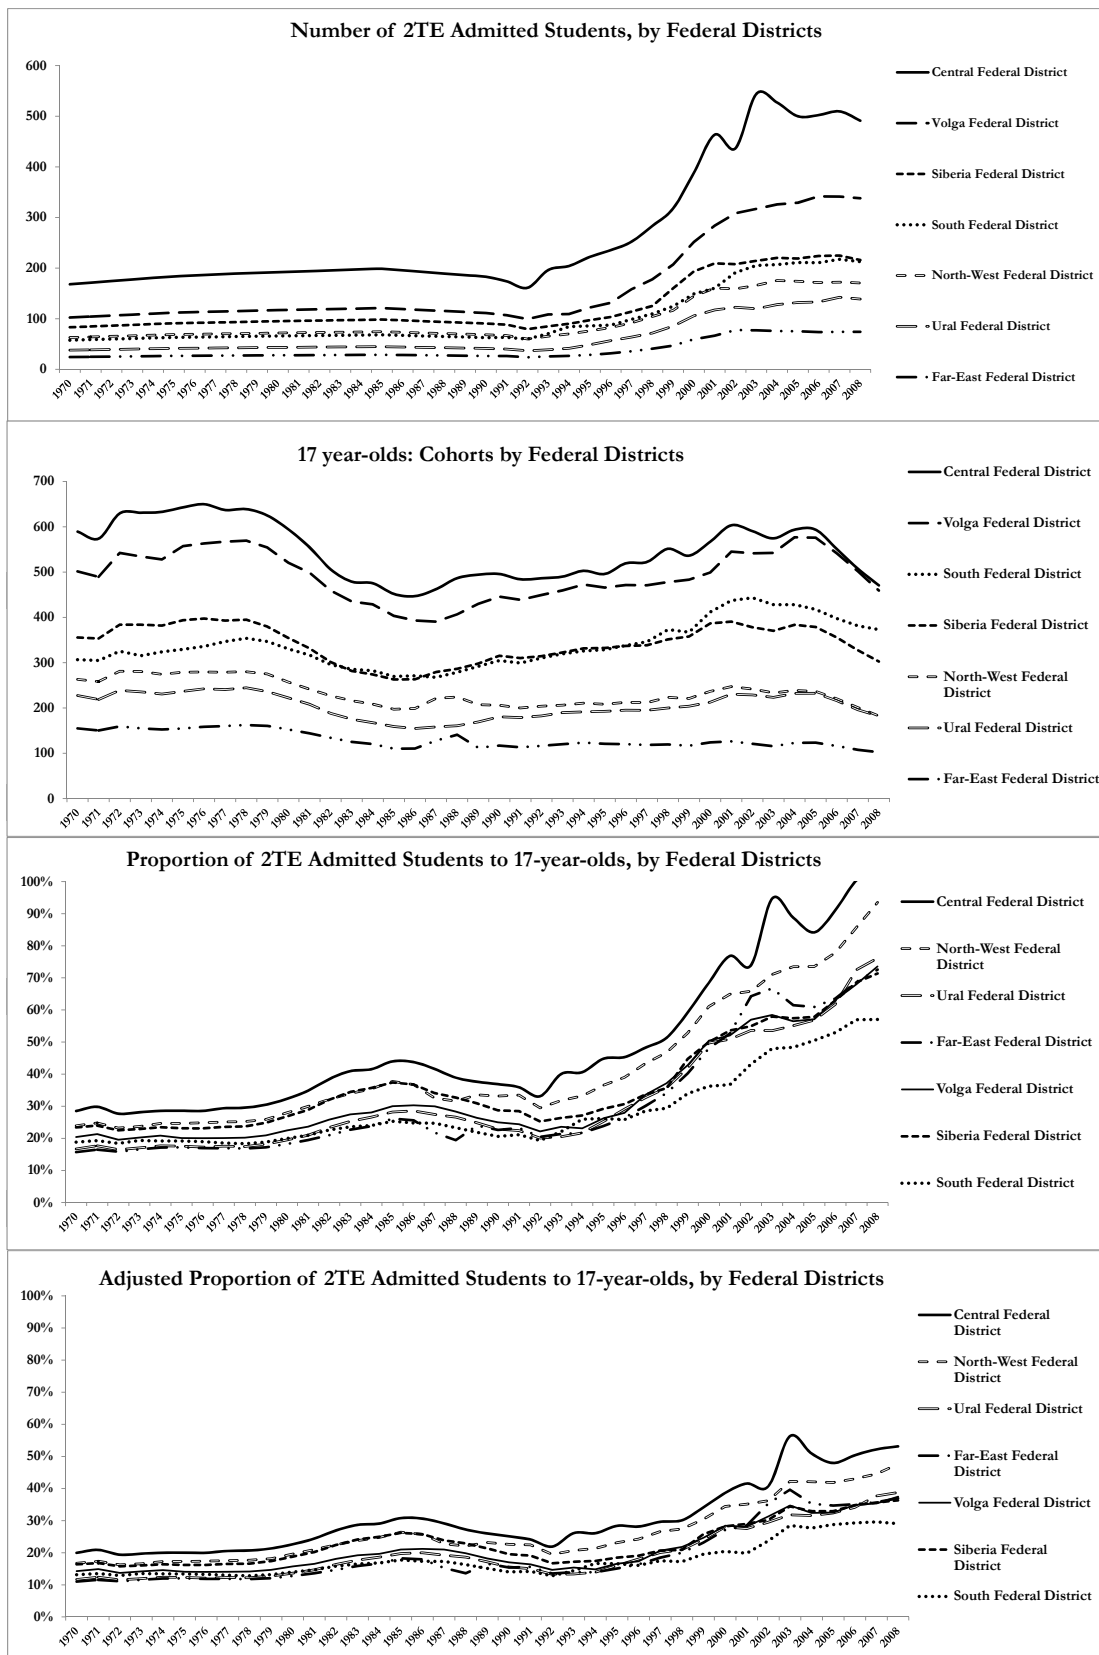 Number of 2TE Admitted Students, by Federal Districts
600
500
400
300
200
100
0
1970 1971 1972 1973 1974 1975 1976 1977 1978 1979 1980 1981 1982 1983 1984 1985 1986 1987 1988 1989 1990 1991 1992 1993 1994 1995 1996 1997 1998 1999 2000 2001 2002 2003 2004 2005 2006 2007 2008
Central Federal District
Volga Federal District
Siberia Federal District
South Federal District
North-West Federal District
Ural Federal District
Far-East Federal District
17 year-olds: Cohorts by Federal Districts
700
600
500
400
300
200
100
0
1970 1971 1972 1973 1974 1975 1976 1977 1978 1979 1980 1981 1982 1983 1984 1985 1986 1987 1988 1989 1990 1991 1992 1993 1994 1995 1996 1997 1998 1999 2000 2001 2002 2003 2004 2005 2006 2007 2008
Central Federal District
Volga Federal District
South Federal District
Siberia Federal District
North-West Federal
District
Ural Federal District
Far-East Federal District
Proportion of 2TE Admitted Students to 17-year-olds, by Federal Districts
100%
90%
80%
70%
60%
50%
40%
30%
20%
10%
0%
1970 1971 1972 1973 1974 1975 1976 1977 1978 1979 1980 1981 1982 1983 1984 1985 1986 1987 1988 1989 1990 1991 1992 1993 1994 1995 1996 1997 1998 1999 2000 2001 2002 2003 2004 2005 2006 2007 2008
Central Federal District
North-West Federal
District
Ural Federal District
Far-East Federal District
Volga Federal District
Siberia Federal District
South Federal District
Adjusted Proportion of 2TE Admitted Students to 17-year-olds, by Federal Districts
100%
90%
80%
70%
60%
50%
40%
30%
20%
10%
0%
1970 1971 1972 1973 1974 1975 1976 1977 1978 1979 1980 1981 1982 1983 1984 1985 1986 1987 1988 1989 1990 1991 1992 1993 1994 1995 1996 1997 1998 1999 2000 2001 2002 2003 2004 2005 2006 2007 2008
Central Federal
District
North-West Federal
District
Ural Federal District
Far-East Federal
District
Volga Federal District
Siberia Federal
District
South Federal District